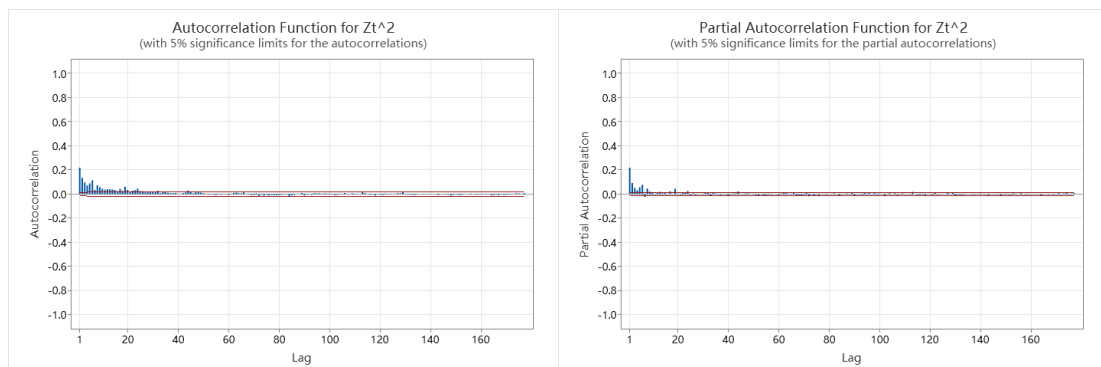 Autocorrelation Function for Zt^2
(with 5% significance limits for the autocorrelations)
1.0
0.8
0.6
0.4
0.2
0.0
-0.2
-0.4
-0.6
-0.8
-1.0
Autocorrelation
1 20 40 60 80 100 120 140 160
Lag
Partial Autocorrelation Function for Zt^2
(with 5% significance limits for the partial autocorrelations)
1.0
0.8
0.6
0.4
0.2
0.0
-0.2
-0.4
-0.6
-0.8
-1.0
Partial Autocorrelation
1 20 40 60 80 100 120 140 160
Lag